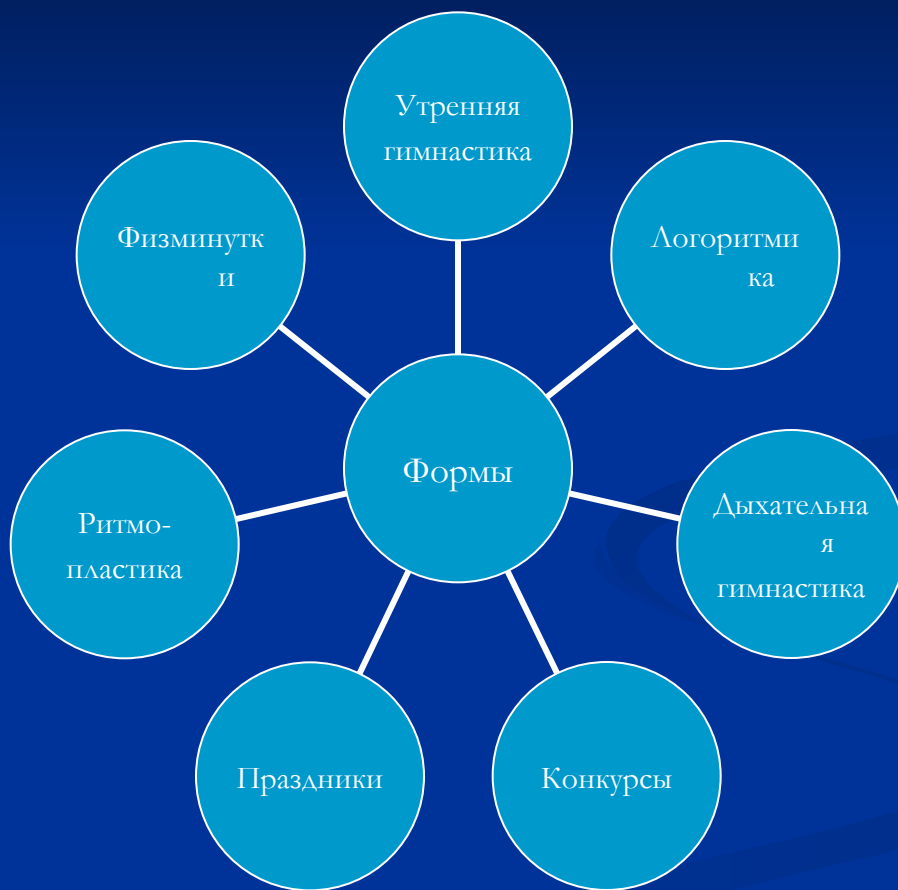 Утренняя
гимнастика
Физминутк
и
Логоритми
ка
Формы
Ритмо-
пластика
Дыхательна
я
гимнастика
Праздники
Конкурсы